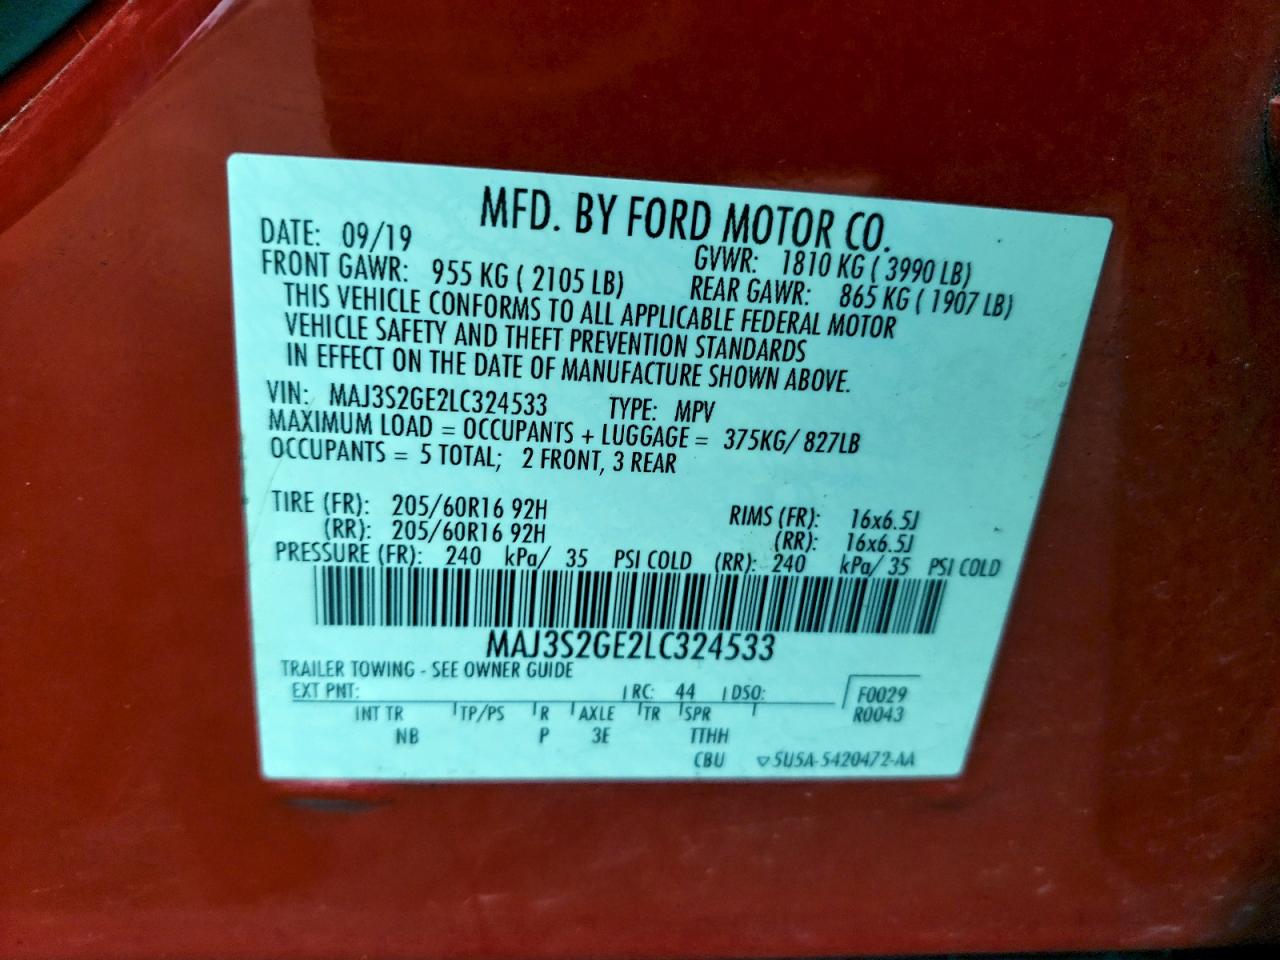 MFD. BY FORD MOTOR CO.
DATE: 09/19 GVWR: 1810 KG ( 3990 LB)
FRONT GAWR: 955 KG ( 2105 LB) REAR GAWR: 865 KG ( 1907 LB)
THIS VEHICLE CONFORMS TO ALL APPLICABLE FEDERAL MOTOR
VEHICLE SAFETY AND THEFT PREVENTION STANDARDS
IN EFFECT ON THE DATE OF MANUFACTURE SHOWN ABOVE.
VIN: MAJ3S2GE2LC324533 TYPE: MPV
MAXIMUM LOAD = OCCUPANTS + LUGGAGE = 375KG/ 827LB
OCCUPANTS = 5 TOTAL; 2 FRONT, 3 REAR
TIRE (FR): 205/60R16 92H RIMS (FR): 16x6.5J
(RR): 205/60R16 92H (RR): 16x6.5J
PRESSURE (FR): 240 kPa/ 35 PSI COLD (RR): 240 kPa/ 35 PSI COLD
MAJ3S2GE2LC324533
TRAILER TOWING - SEE OWNER GUIDE
EXT PNT: RC: 44 DSO: F0029
INT TR TP/PS R AXLE TR SPR R0043
NB P 3E TTHH
CBU ▽5U5A-5420472-AA